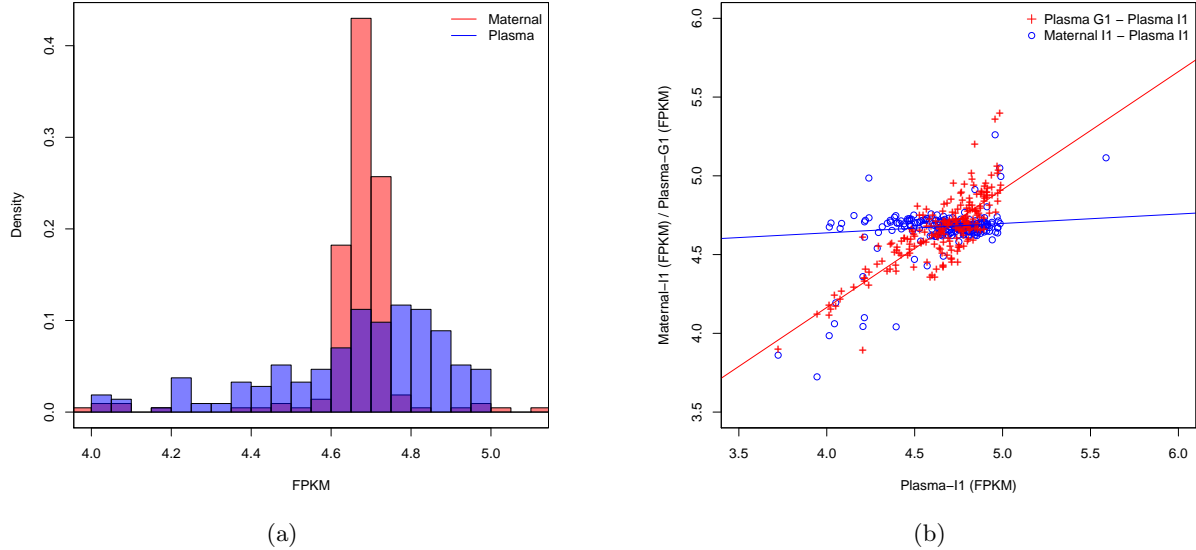 Maternal
Plasma
Density
0.0
0.1
0.2
0.3
0.4
4.0
4.2
4.4
4.6
4.8
5.0
FPKM
(a)
Plasma G1 − Plasma I1
Maternal I1 − Plasma I1
Maternal−I1 (FPKM) / Plasma−G1 (FPKM)
3.5
4.0
4.5
5.0
5.5
6.0
3.5
4.0
4.5
5.0
5.5
6.0
Plasma−I1 (FPKM)
(b)